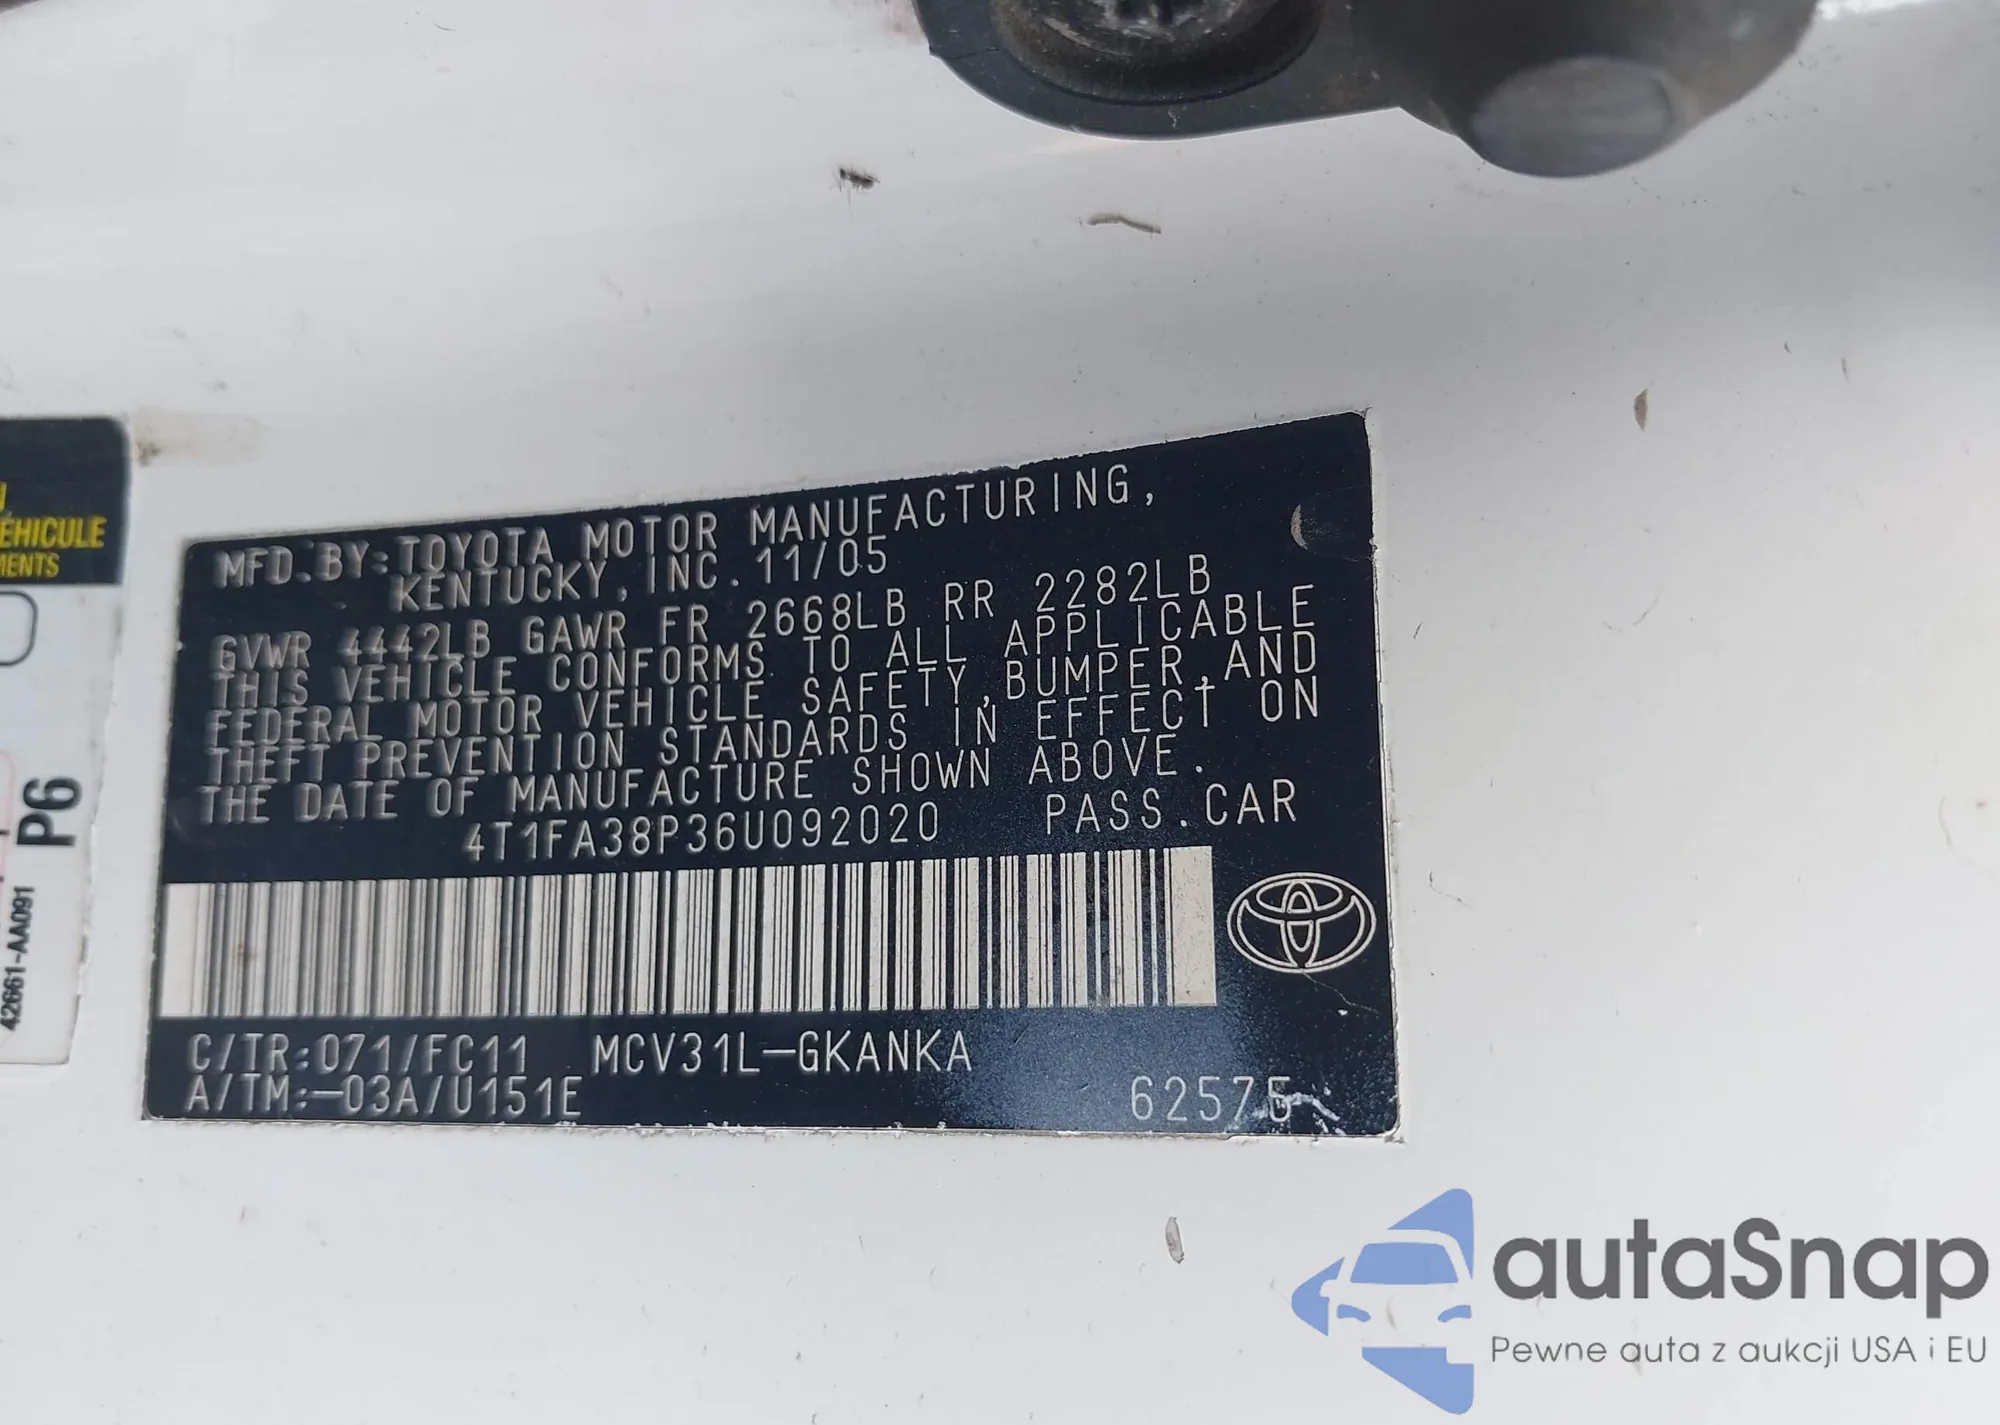 MFD. BY: TOYOTA MOTOR MANUFACTURING,
KENTUCKY, INC. 11/05
GVWR 4442LB GAWR FR 2668LB RR 2282LB
THIS VEHICLE CONFORMS TO ALL APPLICABLE
FEDERAL MOTOR VEHICLE SAFETY, BUMPER, AND
THEFT PREVENTION STANDARDS IN EFFECT ON
THE DATE OF MANUFACTURE SHOWN ABOVE.
4T1FA38P36U092020 PASS. CAR
C/TR: 071/FC11 MCV31L-GKANKA
A/TM: -03A/U151E
62575
P6
42661-AA091
autaSnap
Pewne auta z aukcji USA i EU